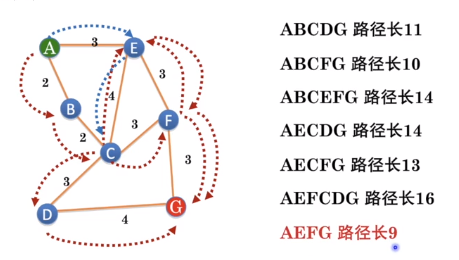 A
3
E
2
4
3
B
F
2
3
C
3
3
D
4
G
ABCDG 路径长11
ABCFG 路径长10
ABCEFG 路径长14
AECDG 路径长14
AECFG 路径长13
AEFCDG 路径长16
AEFG 路径长9